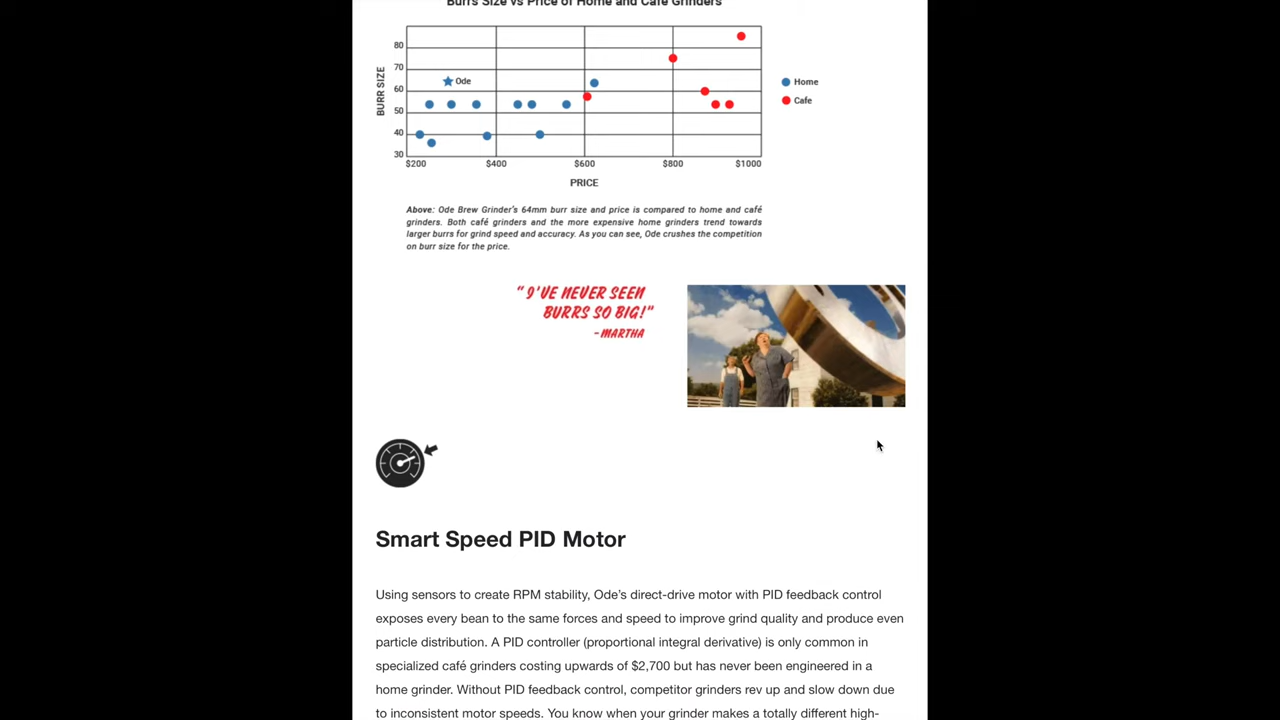 Burrs Size vs Price of Home and Cafe Grinders
80
70
60
50
40
30
BURR SIZE
Ode
Home
Cafe
$200 $400 $600 $800 $1000
PRICE
Above: Ode Brew Grinder's 64mm burr size and price is compared to home and café
grinders. Both café grinders and the more expensive home grinders trend towards
larger burrs for grind speed and accuracy. As you can see, Ode crushes the competition
on burr size for the price.
"I'VE NEVER SEEN
BURRS SO BIG!"
-MARTHA
Smart Speed PID Motor
Using sensors to create RPM stability, Ode’s direct-drive motor with PID feedback control
exposes every bean to the same forces and speed to improve grind quality and produce even
particle distribution. A PID controller (proportional integral derivative) is only common in
specialized café grinders costing upwards of $2,700 but has never been engineered in a
home grinder. Without PID feedback control, competitor grinders rev up and slow down due
to inconsistent motor speeds. You know when your grinder makes a totally different high-